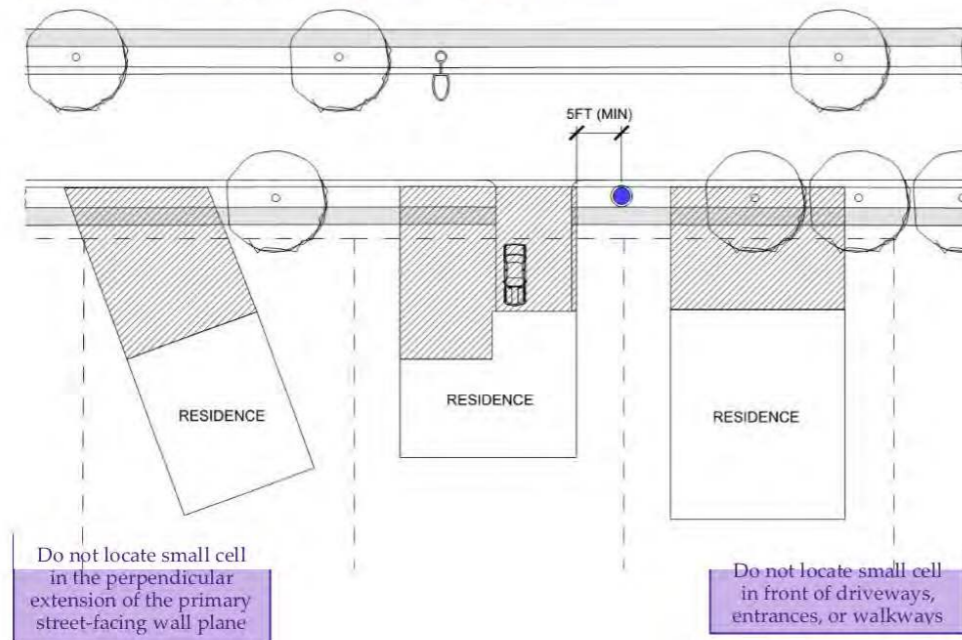 5FT (MIN)
RESIDENCE
RESIDENCE
RESIDENCE
Do not locate small cell
in the perpendicular
extension of the primary
street-facing wall plane
Do not locate small cell
in front of driveways,
entrances, or walkways